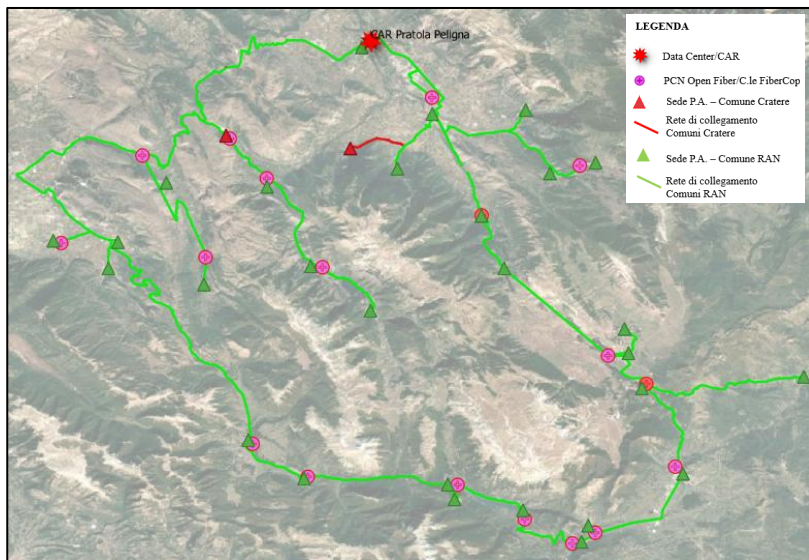 CAR Pratola Peligna
LEGENDA
Data Center/CAR
PCN Open Fiber/C.le FiberCop
Sede P.A. – Comune Cratere
Rete di collegamento
Comuni Cratere
Sede P.A. – Comune RAN
Rete di collegamento
Comuni RAN